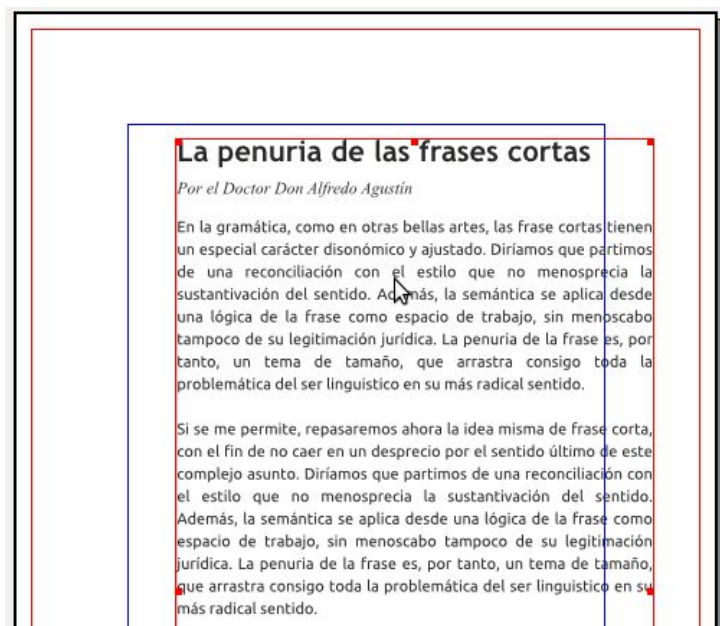 La penuria de las frases cortas
Por el Doctor Don Alfredo Agustín
En la gramática, como en otras bellas artes, las frase cortas tienen
un especial carácter disonómico y ajustado. Diríamos que partimos
de una reconciliación con el estilo que no menosprecia la
sustantivación del sentido. Además, la semántica se aplica desde
una lógica de la frase como espacio de trabajo, sin menoscabo
tampoco de su legitimación jurídica. La penuria de la frase es, por
tanto, un tema de tamaño, que arrastra consigo toda la
problemática del ser linguistico en su más radical sentido.
Si se me permite, repasaremos ahora la idea misma de frase corta,
con el fin de no caer en un desprecio por el sentido último de este
complejo asunto. Diríamos que partimos de una reconciliación con
el estilo que no menosprecia la sustantivación del sentido.
Además, la semántica se aplica desde una lógica de la frase como
espacio de trabajo, sin menoscabo tampoco de su legitimación
jurídica. La penuria de la frase es, por tanto, un tema de tamaño,
que arrastra consigo toda la problemática del ser linguistico en su
más radical sentido.